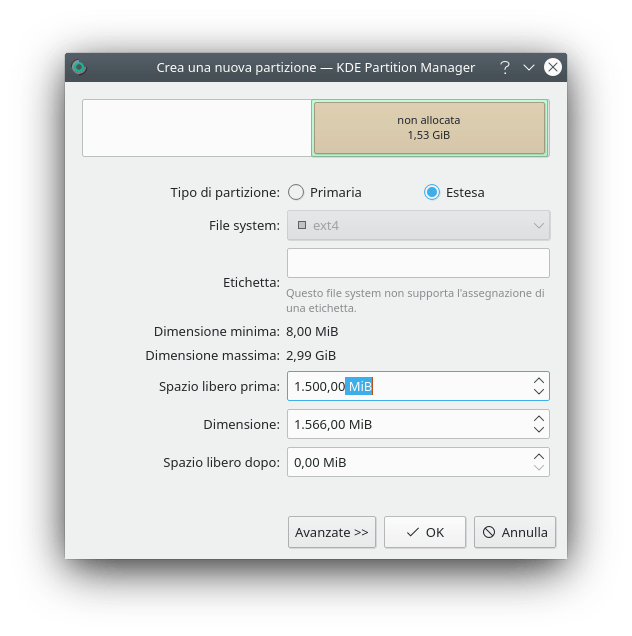 Crea una nuova partizione — KDE Partition Manager
non allocata
1,53 GiB
Tipo di partizione: Primaria Estesa
File system: ext4
Etichetta:
Questo file system non supporta l'assegnazione di
una etichetta.
Dimensione minima: 8,00 MiB
Dimensione massima: 2,99 GiB
Spazio libero prima: 1.500,00 MiB
Dimensione: 1.566,00 MiB
Spazio libero dopo: 0,00 MiB
Avanzate >> OK Annulla